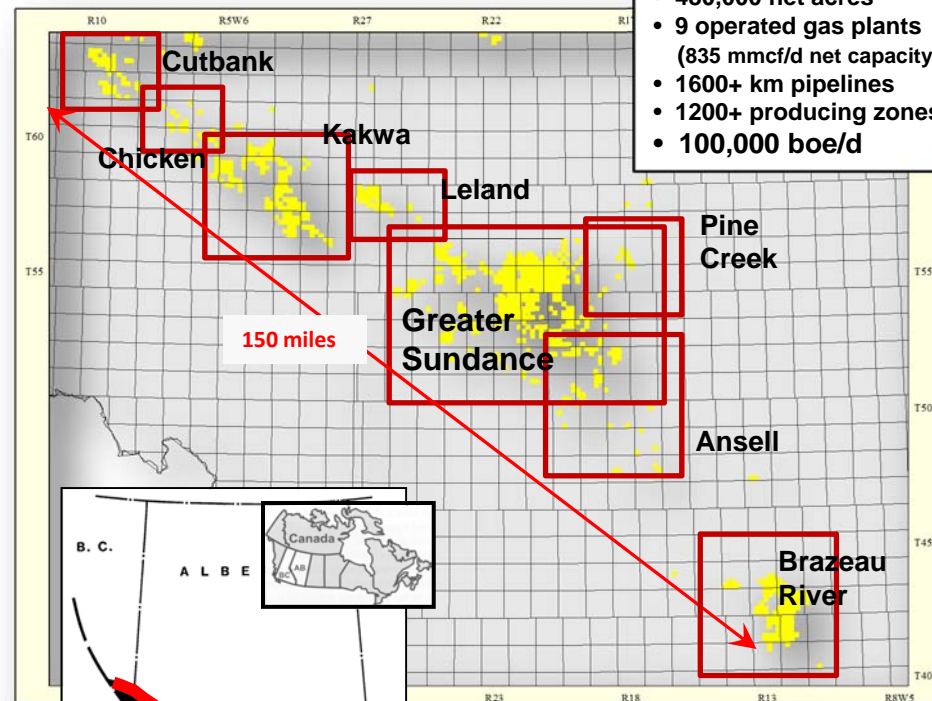 R10
R5W6
R27
R22
• 9 operated gas plants
(835 mmcf/d net capacity
• 1600+ km pipelines
• 1200+ producing zones
• 100,000 boe/d
Cutbank
T60
Kakwa
Chicken
Leland
Pine
Creek
T55
T55
Greater
Sundance
150 miles
T50
Ansell
T45
Brazeau
River
Canada
BC
AB
B. C.
A L B E
T40
R23
R18
R13
R8W5